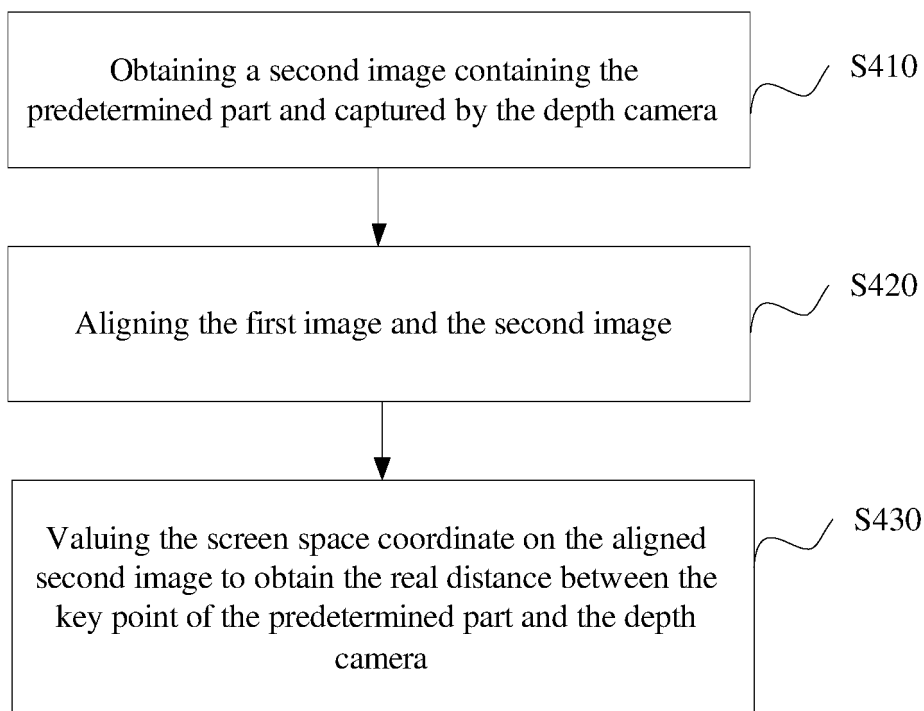 Obtaining a second image containing the
predetermined part and captured by the depth camera
S410
Aligning the first image and the second image
S420
Valuing the screen space coordinate on the aligned
second image to obtain the real distance between the
key point of the predetermined part and the depth
camera
S430